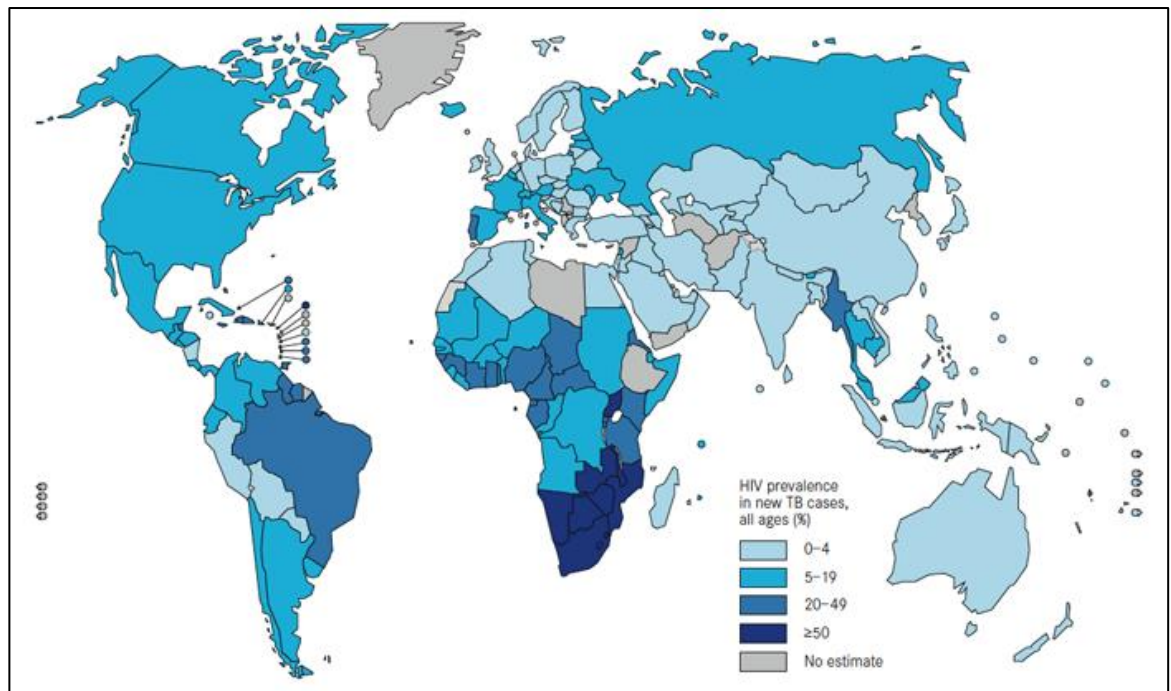 HIV prevalence
in new TB cases,
all ages (%)
0–4
5–19
20–49
≥50
No estimate